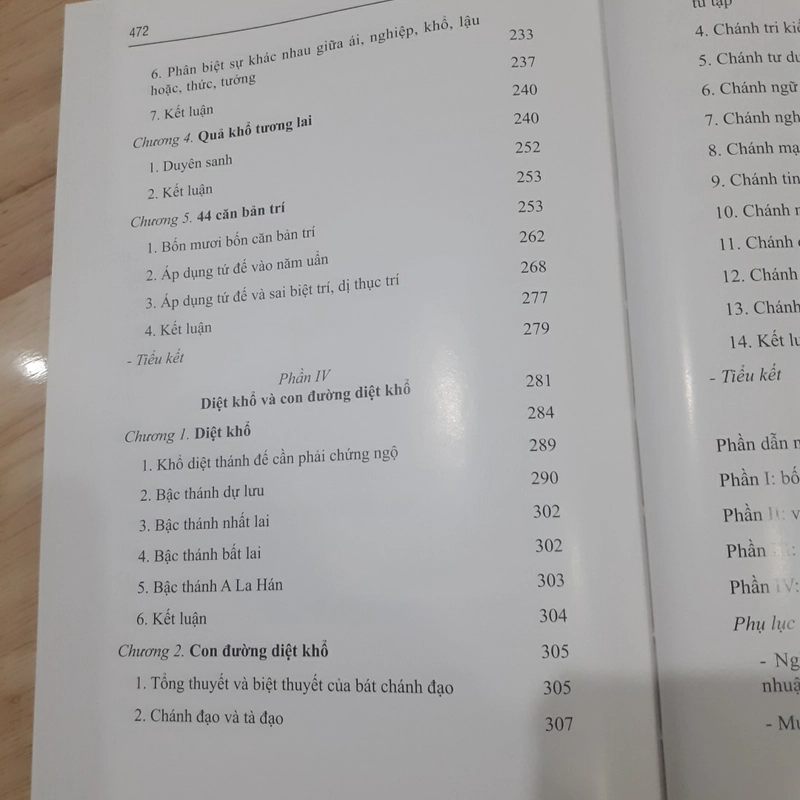 472
6. Phân biệt sự khác nhau giữa ái, nghiệp, khổ, lậu
hoặc, thức, tướng 233
7. Kết luận 237
Chương 4. Quả khổ tương lai 240
1. Duyên sanh 240
2. Kết luận 252
Chương 5. 44 căn bản trí 253
1. Bốn mươi bốn căn bản trí 253
2. Áp dụng tứ đế vào năm uẩn 262
3. Áp dụng tứ đế và sai biệt trí, dị thục trí 268
4. Kết luận 277
- Tiểu kết 279
Phần IV
Diệt khổ và con đường diệt khổ 281
Chương 1. Diệt khổ 284
1. Khổ diệt thánh đế cần phải chứng ngộ 289
2. Bậc thánh dự lưu 290
3. Bậc thánh nhất lai 302
4. Bậc thánh bất lai 302
5. Bậc thánh A La Hán 303
6. Kết luận 304
Chương 2. Con đường diệt khổ 305
1. Tổng thuyết và biệt thuyết của bát chánh đạo 305
2. Chánh đạo và tà đạo 307
tu tập
4. Chánh tri
5. Chánh tư
6. Chánh ngữ
7. Chánh
8. Chánh
9. Chánh
10. Chánh
11. Chánh
12. Chánh
13. Chánh
14. Kết
- Tiểu kết
Phần dẫn
Phần I:
Phần II:
Phần
Phần IV:
Phụ lục
-
-